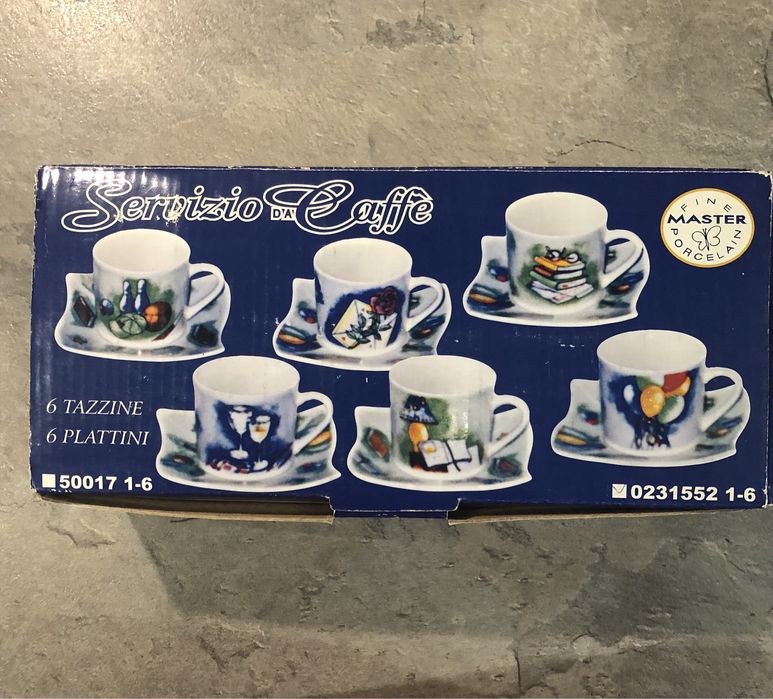 Servizio DA Caffè
FINE
MASTER
PORCELAIN
6 TAZZINE
6 PLATTINI
50017 1-6
0231552 1-6